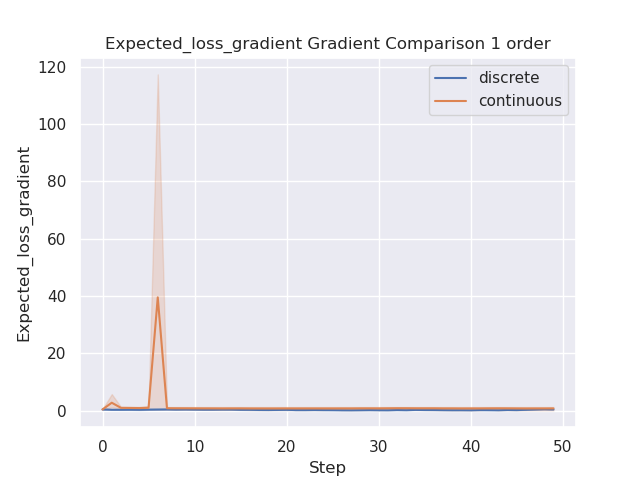 Expected_loss_gradient Gradient Comparison 1 order
discrete
continuous
120
100
80
60
40
20
0
Expected_loss_gradient
0 10 20 30 40 50
Step